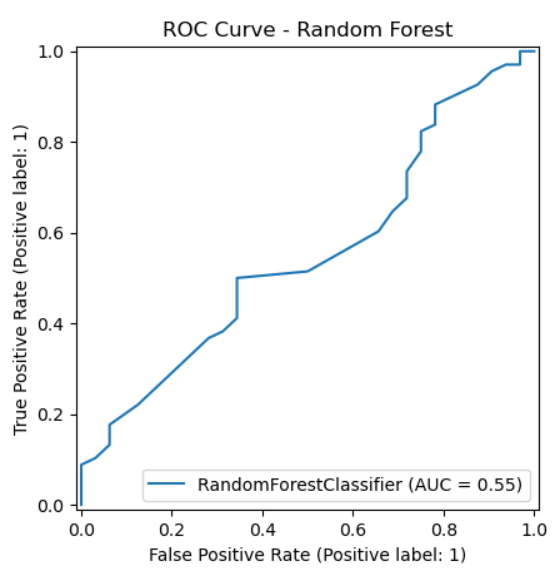 ROC Curve - Random Forest
1.0
0.8
0.6
0.4
0.2
0.0
True Positive Rate (Positive label: 1)
RandomForestClassifier (AUC = 0.55)
0.0 0.2 0.4 0.6 0.8 1.0
False Positive Rate (Positive label: 1)